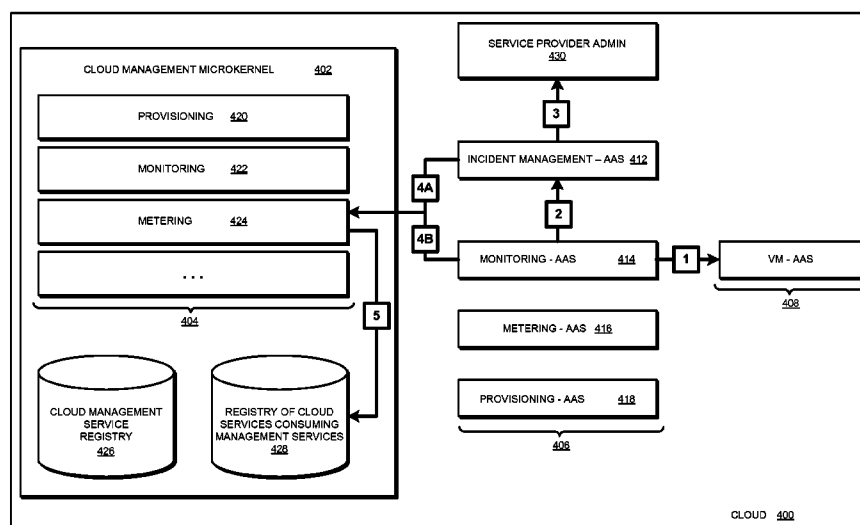 CLOUD MANAGEMENT MICROKERNEL 402
PROVISIONING 420
MONITORING 422
METERING 424
...
404
CLOUD MANAGEMENT
SERVICE
REGISTRY
426
REGISTRY OF CLOUD
SERVICES CONSUMING
MANAGEMENT SERVICES
428
5
4A
4B
SERVICE PROVIDER ADMIN
430
3
INCIDENT MANAGEMENT – AAS 412
2
MONITORING - AAS 414
1
VM - AAS
408
METERING - AAS 416
PROVISIONING - AAS 418
406
CLOUD 400